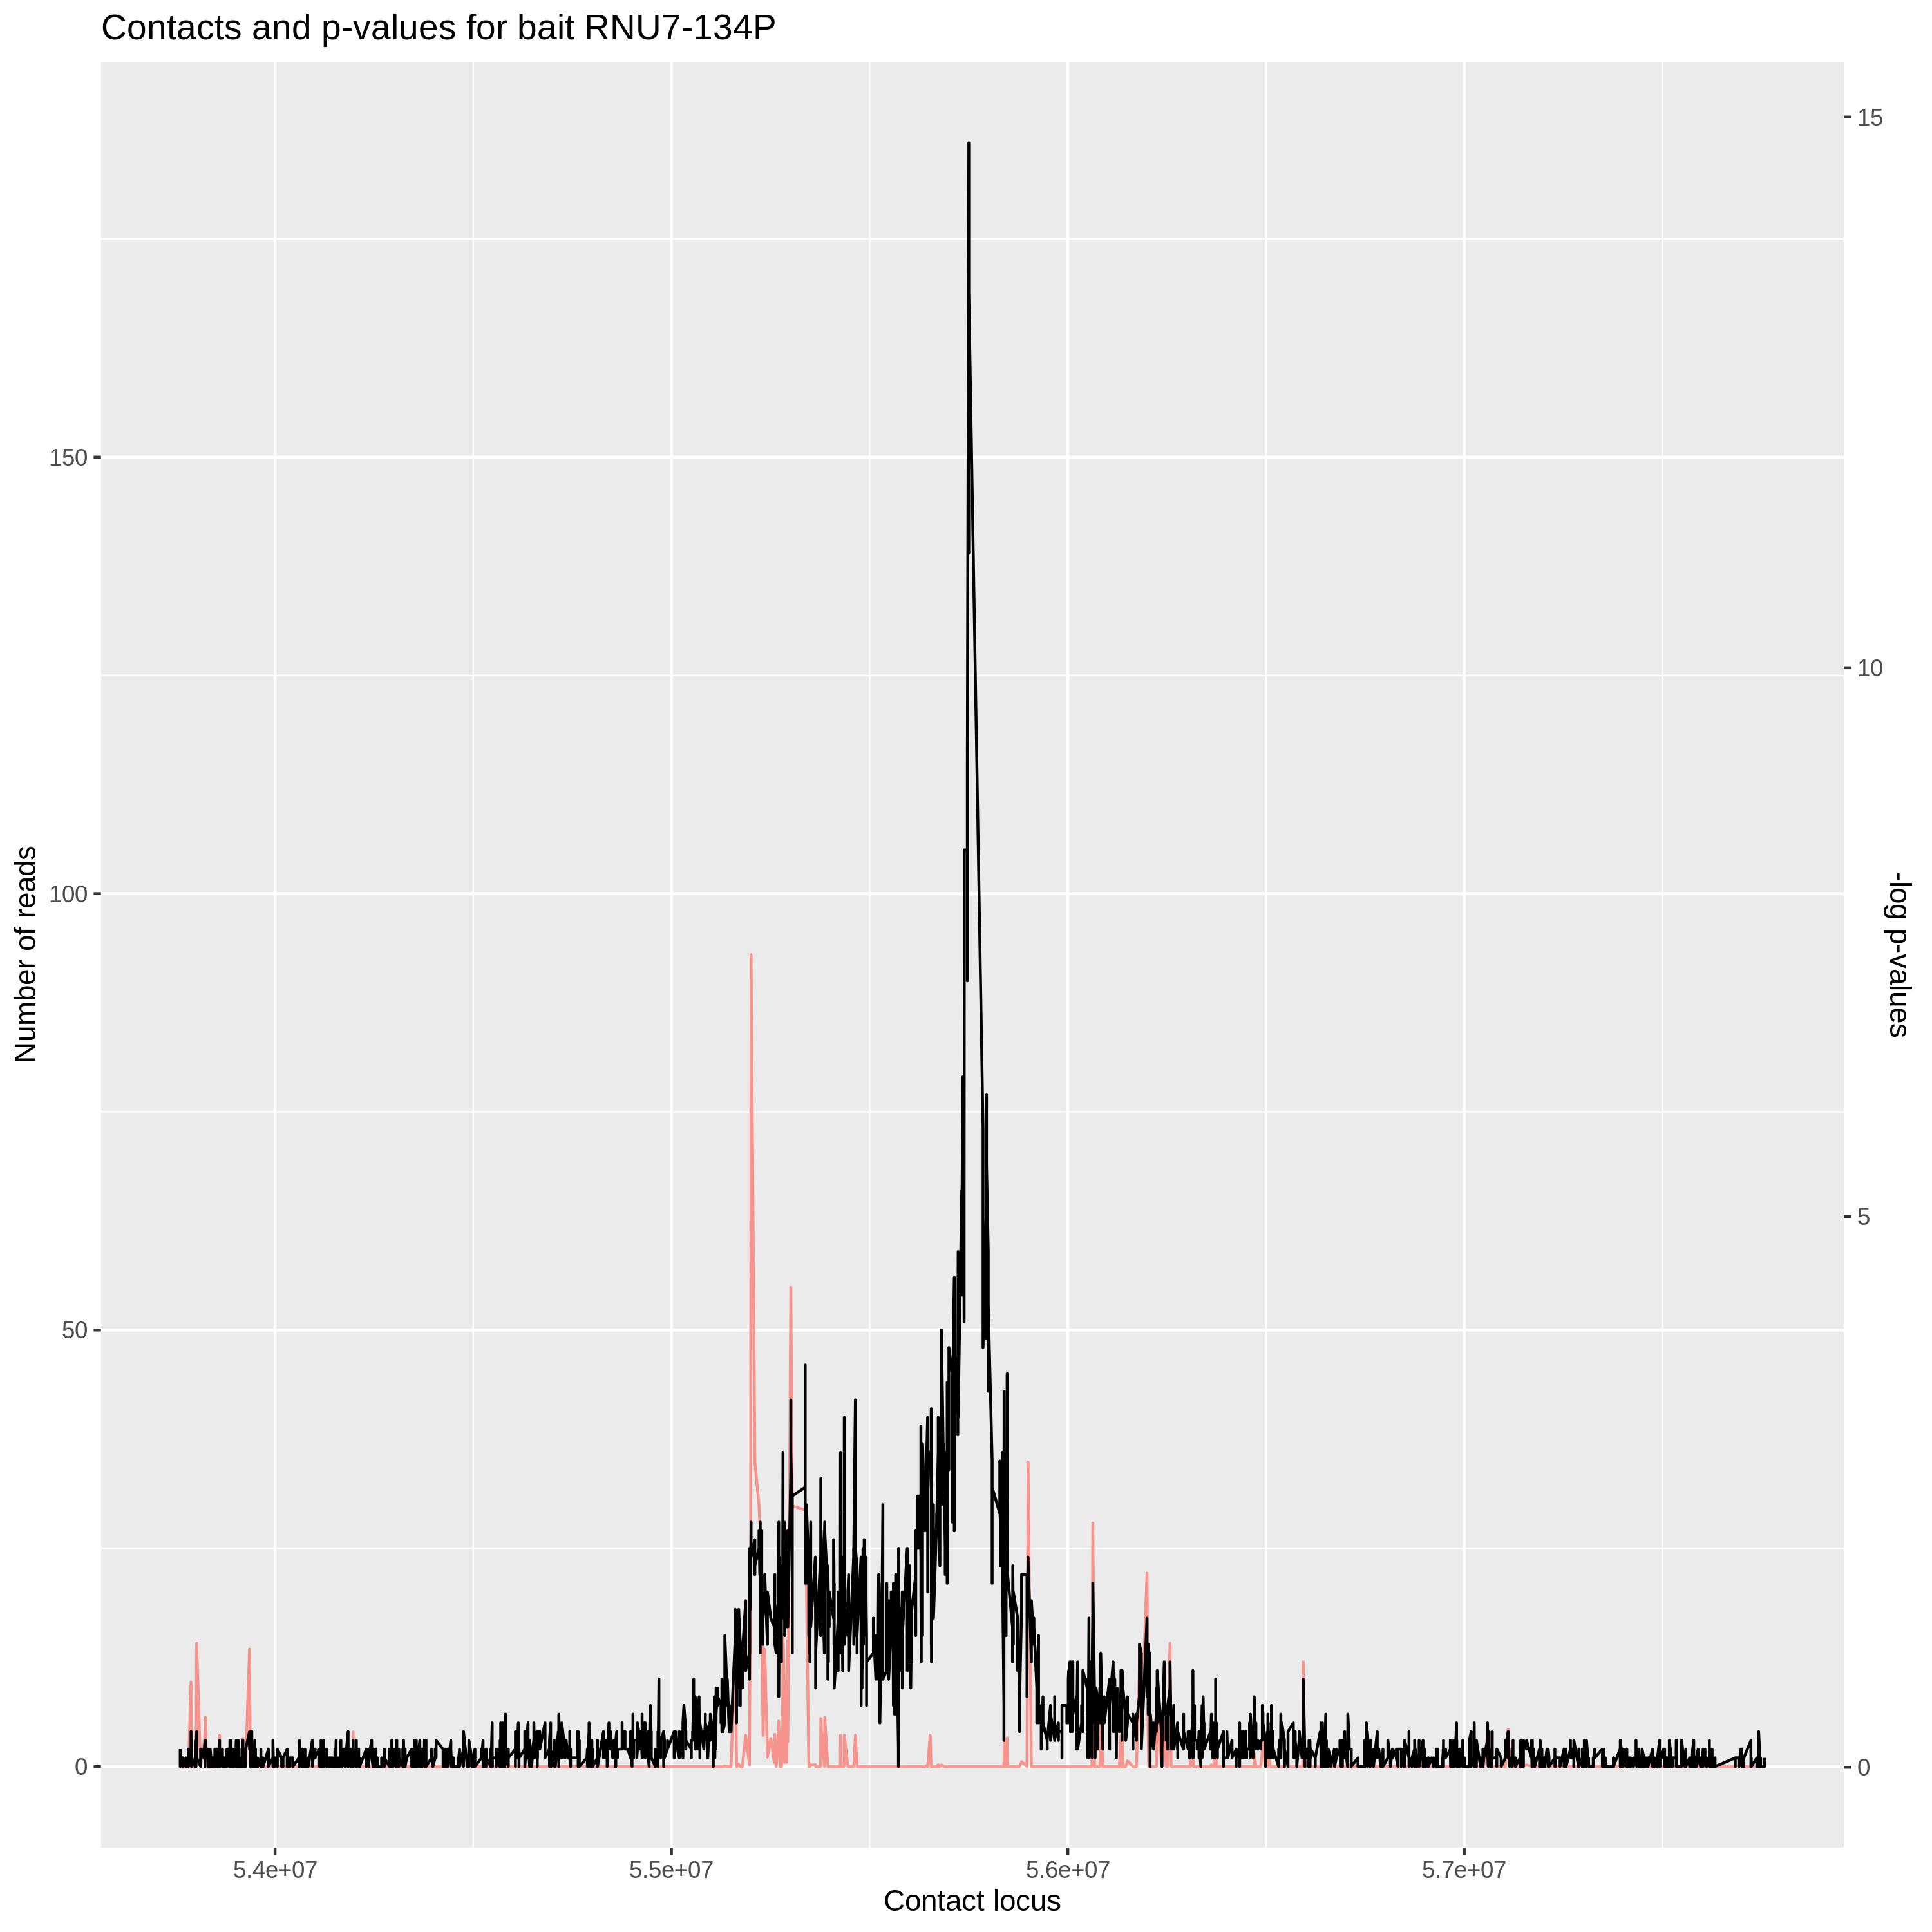 Contacts and p-values for bait RNU7-134P
Number of reads
150
100
50
0
15
10
5
0
-log p-values
5.4e+07
5.5e+07
5.6e+07
5.7e+07
Contact locus